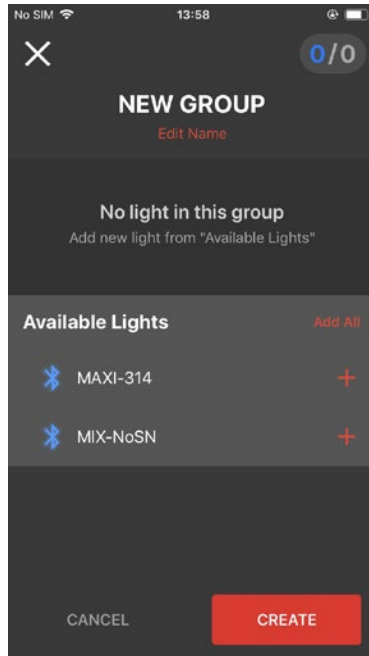 No SIM 13:58
0/0
NEW GROUP
Edit Name
No light in this group
Add new light from "Available Lights"
Available Lights Add All
MAXI-314
MIX-NoSN
CANCEL CREATE